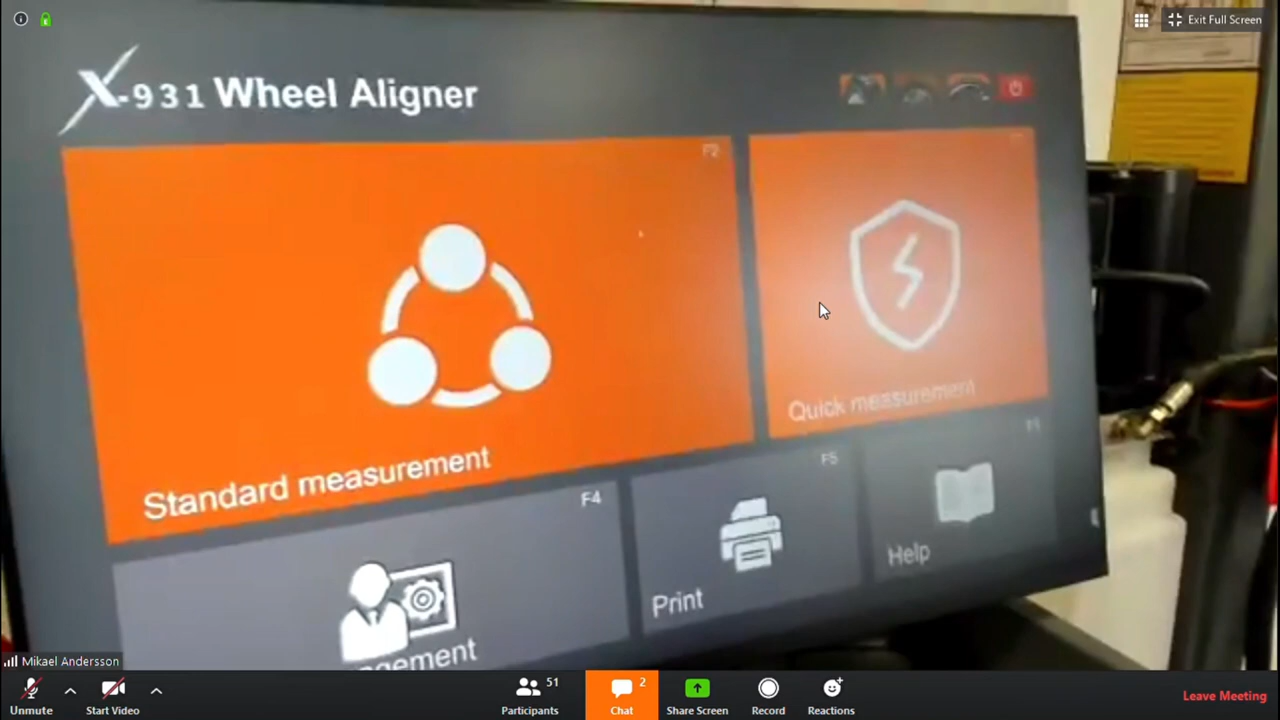 Exit Full Screen
X-931 Wheel Aligner
F2
Standard measurement
Quick measurement
F4
F5
Print
F1
Help
Mikael Andersson
Unmute
Start Video
51
Participants
2
Chat
Share Screen
Record
Reactions
Leave Meeting